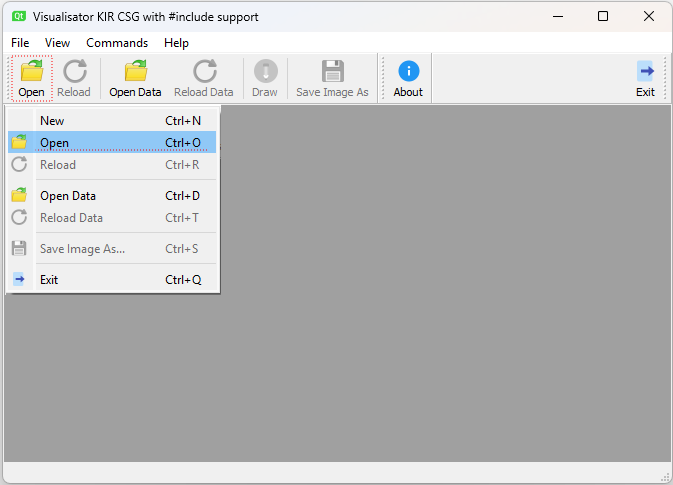 Qt Visualisator KIR CSG with #include support
File View Commands Help
Open Reload Open Data Reload Data Draw Save Image As About Exit
New Ctrl+N
Open Ctrl+O
Reload Ctrl+R
Open Data Ctrl+D
Reload Data Ctrl+T
Save Image As... Ctrl+S
Exit Ctrl+Q